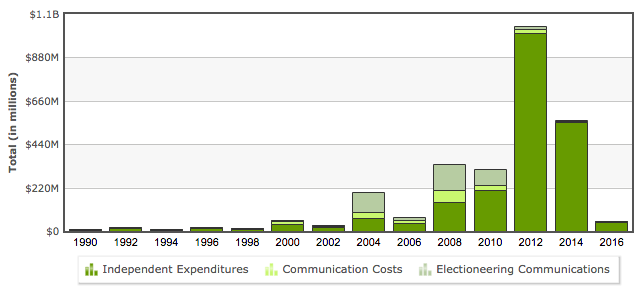 $1.1B
$880M
$660M
$440M
$220M
$0
Total (in millions)
1990 1992 1994 1996 1998 2000 2002 2004 2006 2008 2010 2012 2014 2016
Independent Expenditures Communication Costs Electioneering Communications